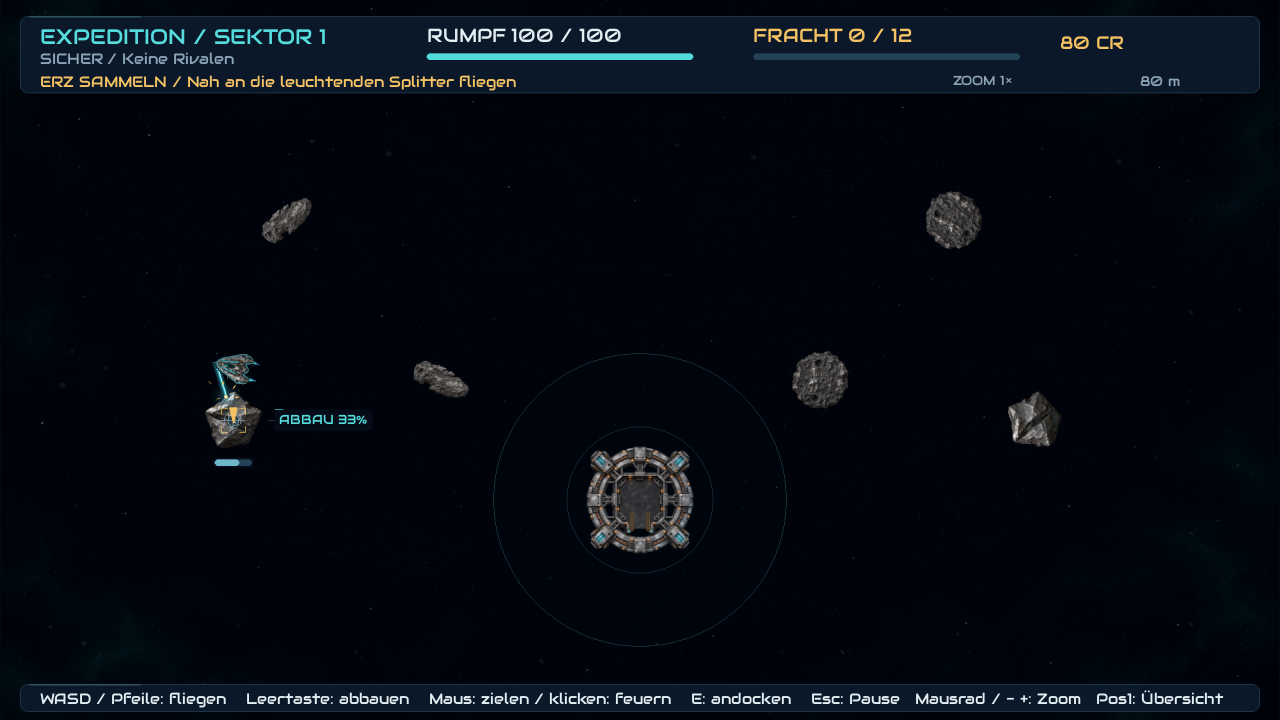 EXPEDITION / SEKTOR 1
RUMPF 100 / 100
FRACHT 0 / 12
80 CR
SICHER / Keine Rivalen
ERZ SAMMELN / Nah an die leuchtenden Splitter fliegen
ZOOM 1×
80 m
ABBAU 33%
WASD / Pfeile: fliegen Leertaste: abbauen Maus: zielen / klicken: feuern E: andocken Esc: Pause Mausrad / - +: Zoom Pos1: Übersicht